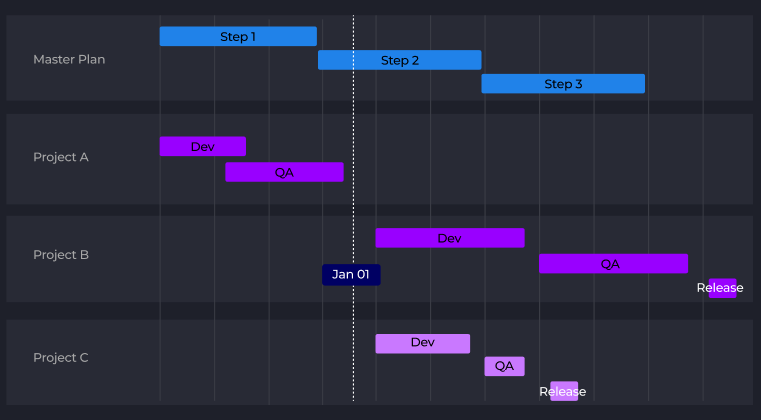 Step 1
Master Plan
Step 2
Step 3
Dev
Project A
QA
Dev
Project B
QA
Jan 01
Release
Dev
Project C
QA
Release